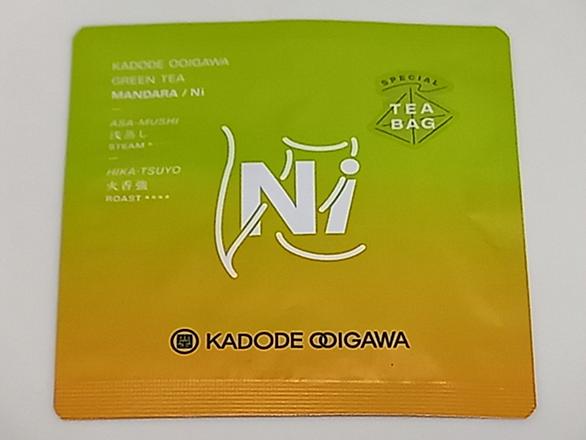 KADODE OOIGAWA
GREEN TEA
MANDARA / Ni
ASA-MUSHI
浅蒸し
STEAM *
HIKA-TSUYO
火香強
ROAST ****
SPECIAL
TEA
BAG
Ni
KADODE OOIGAWA